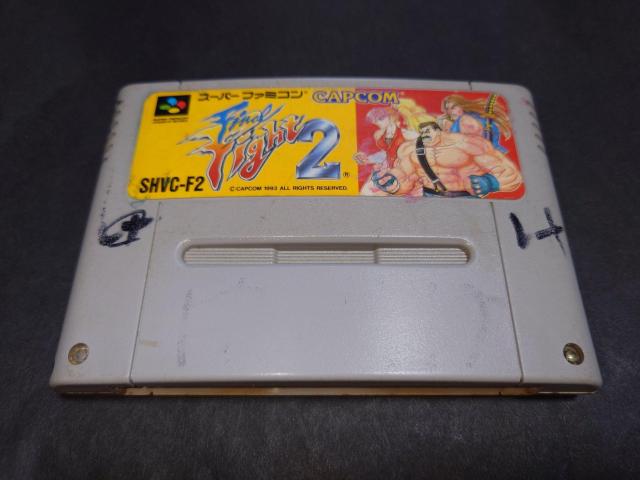 スーパーファミコン CAPCOM
Final
Fight 2
SHVC-F2
©CAPCOM 1993 ALL RIGHTS RESERVED.